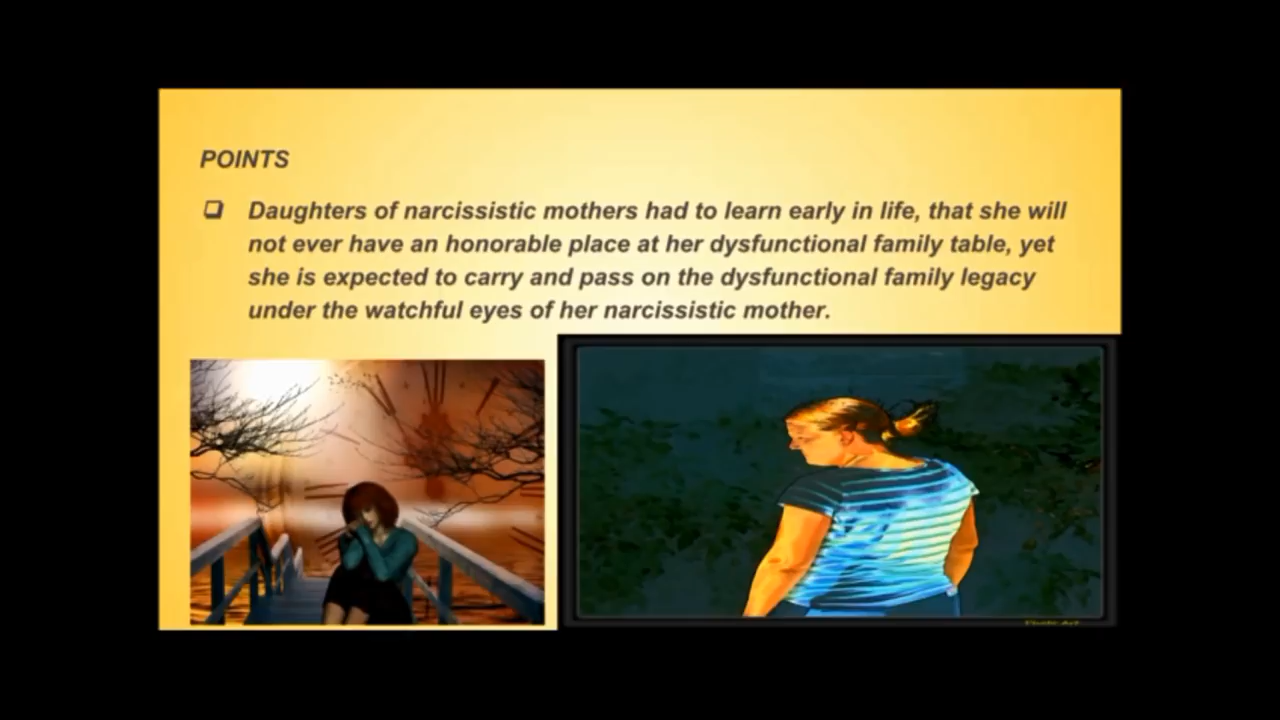 POINTS
❑ Daughters of narcissistic mothers had to learn early in life, that she will
not ever have an honorable place at her dysfunctional family table, yet
she is expected to carry and pass on the dysfunctional family legacy
under the watchful eyes of her narcissistic mother.